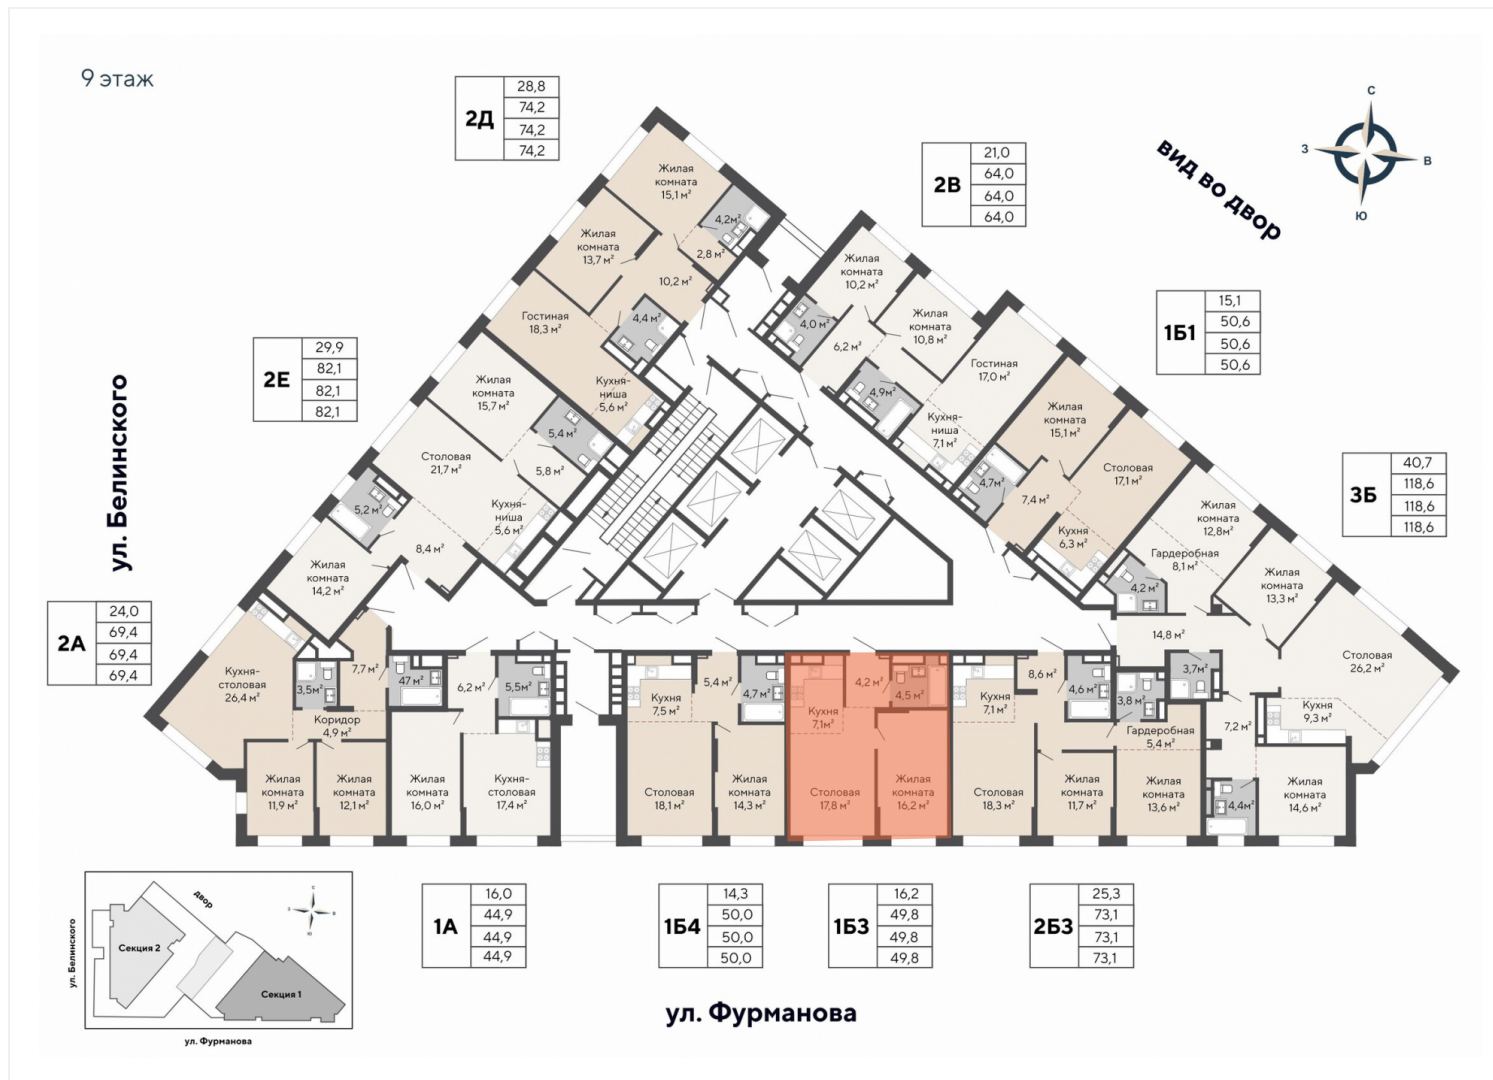 9 этаж
2Д
28,8
74,2
74,2
74,2
2В
21,0
64,0
64,0
64,0
вид во двор
С
З
В
Ю
1Б1
15,1
50,6
50,6
50,6
2Е
29,9
82,1
82,1
82,1
3Б
40,7
118,6
118,6
118,6
2А
24,0
69,4
69,4
69,4
ул. Белинского
Жилая
комната
15,1 м²
4,2м²
2,8 м²
Жилая
комната
13,7 м²
10,2 м²
Гостиная
18,3 м²
4,4 м²
Кухня-
ниша
5,6 м²
Жилая
комната
15,7 м²
5,4 м²
Столовая
21,7 м²
5,8 м²
Кухня-
ниша
5,6 м²
5,2 м²
8,4 м²
Жилая
комната
14,2 м²
Жилая
комната
10,2 м²
4,0 м²
6,2 м²
Жилая
комната
10,8 м²
4,9м²
Гостиная
17,0 м²
Кухня-
ниша
7,1 м²
Жилая
комната
15,1 м²
4,7м²
7,4 м²
Столовая
17,1 м²
Кухня
6,3 м²
Жилая
комната
12,8м²
Гардеробная
8,1 м²
4,2 м²
Жилая
комната
13,3 м²
14,8 м²
Столовая
26,2 м²
3,7м²
3,8 м²
7,2 м²
Кухня
9,3 м²
Гардеробная
5,4 м²
Жилая
комната
13,6 м²
4,4м²
Жилая
комната
14,6 м²
Кухня-
столовая
26,4 м²
3,5м²
7,7 м²
Коридор
4,9 м²
Жилая
комната
11,9 м²
Жилая
комната
12,1 м²
47 м²
6,2 м²
5,5м²
Жилая
комната
16,0 м²
Кухня-
столовая
17,4 м²
Кухня
7,5 м²
5,4 м²
4,7 м²
Столовая
18,1 м²
Жилая
комната
14,3 м²
Кухня
7,1м²
4,2 м²
4,5 м²
Столовая
17,8 м²
Жилая
комната
16,2 м²
Кухня
7,1 м²
8,6 м²
4,6 м²
Столовая
18,3 м²
Жилая
комната
11,7 м²
1А
16,0
44,9
44,9
44,9
1Б4
14,3
50,0
50,0
50,0
1Б3
16,2
49,8
49,8
49,8
2Б3
25,3
73,1
73,1
73,1
ул. Фурманова
ул. Белинского
двор
С
З
В
Ю
Секция 2
Секция 1
ул. Фурманова